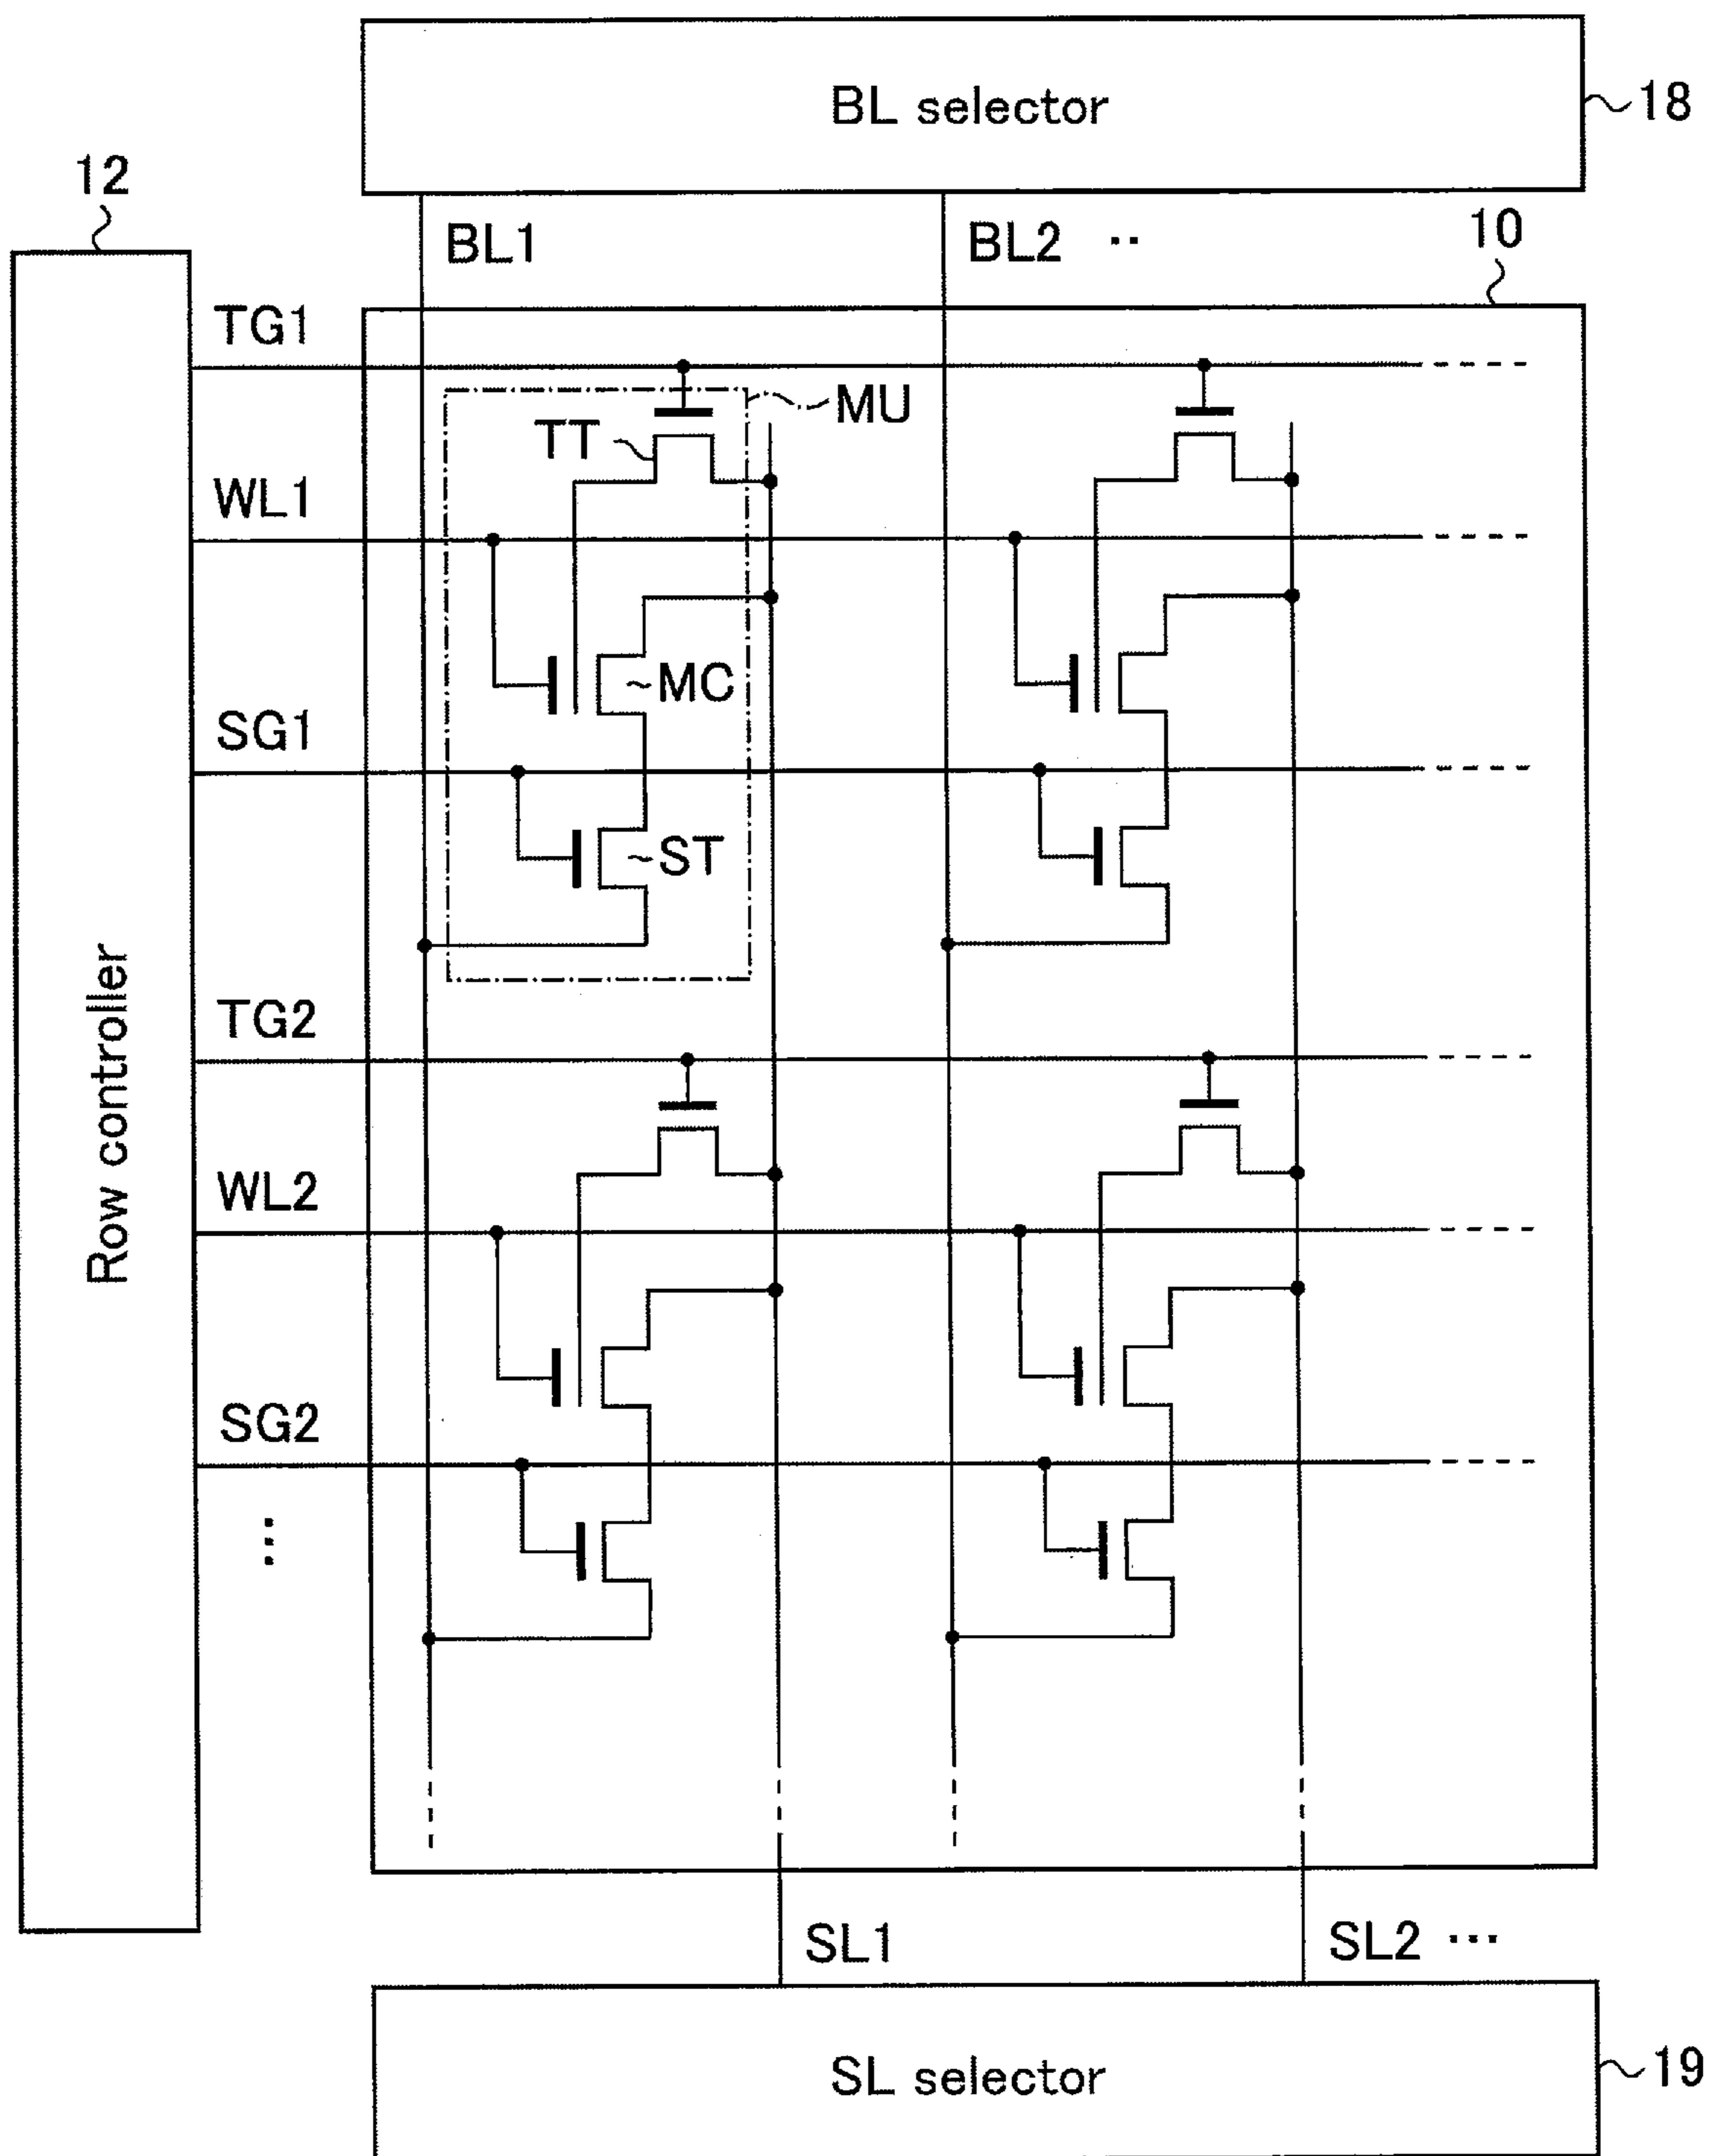 BL selector
18
12
BL1
BL2 ··
10
TG1
MU
TT
WL1
MC
SG1
ST
TG2
Row controller
WL2
SG2
⋮
SL1
SL2 ···
SL selector
19